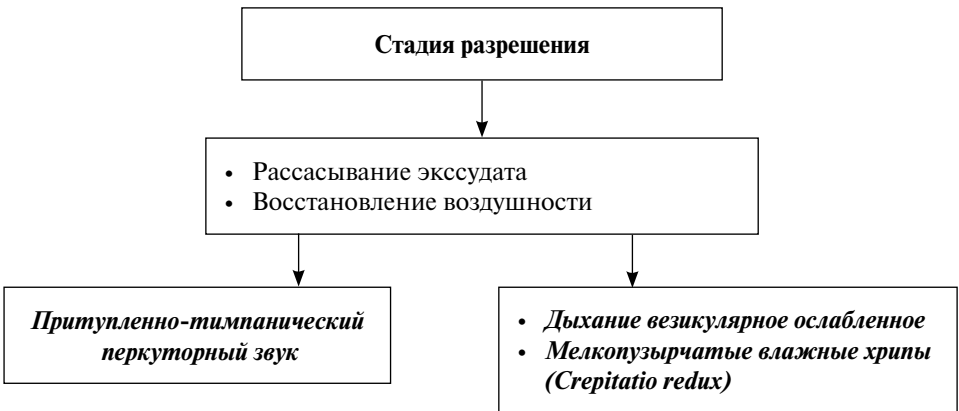 Стадия разрешения
• Рассасывание экссудата
• Восстановление воздушности
Притупленно-тимпанический
перкуторный звук
• Дыхание везикулярное ослабленное
• Мелкопузырчатые влажные хрипы
(Crepitatio redux)